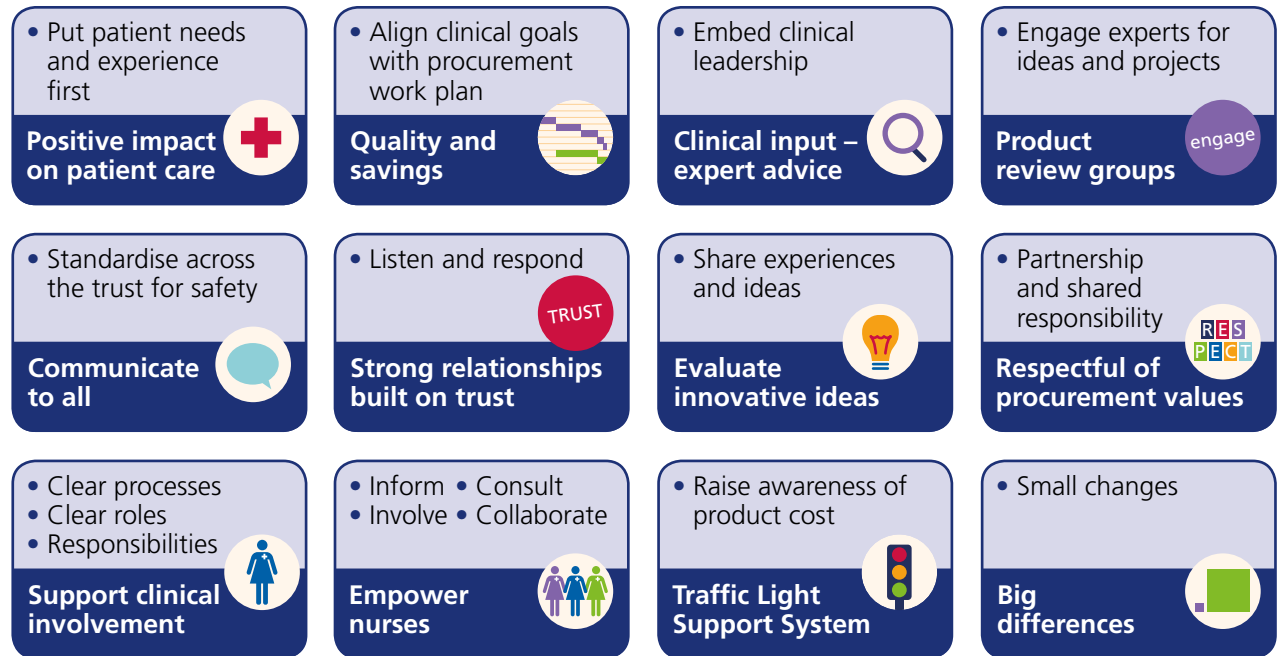 • Put patient needs
and experience
first
Positive impact
on patient care
• Align clinical goals
with procurement
work plan
Quality and
savings
• Embed clinical
leadership
Clinical input –
expert advice
• Engage experts for
ideas and projects
engage
Product
review groups
• Standardise across
the trust for safety
Communicate
to all
• Listen and respond
TRUST
Strong relationships
built on trust
• Share experiences
and ideas
Evaluate
innovative ideas
• Partnership
and shared
responsibility
RES
PECT
Respectful of
procurement values
• Clear processes
• Clear roles
• Responsibilities
Support clinical
involvement
• Inform • Consult
• Involve • Collaborate
Empower
nurses
• Raise awareness of
product cost
Traffic Light
Support System
• Small changes
Big
differences